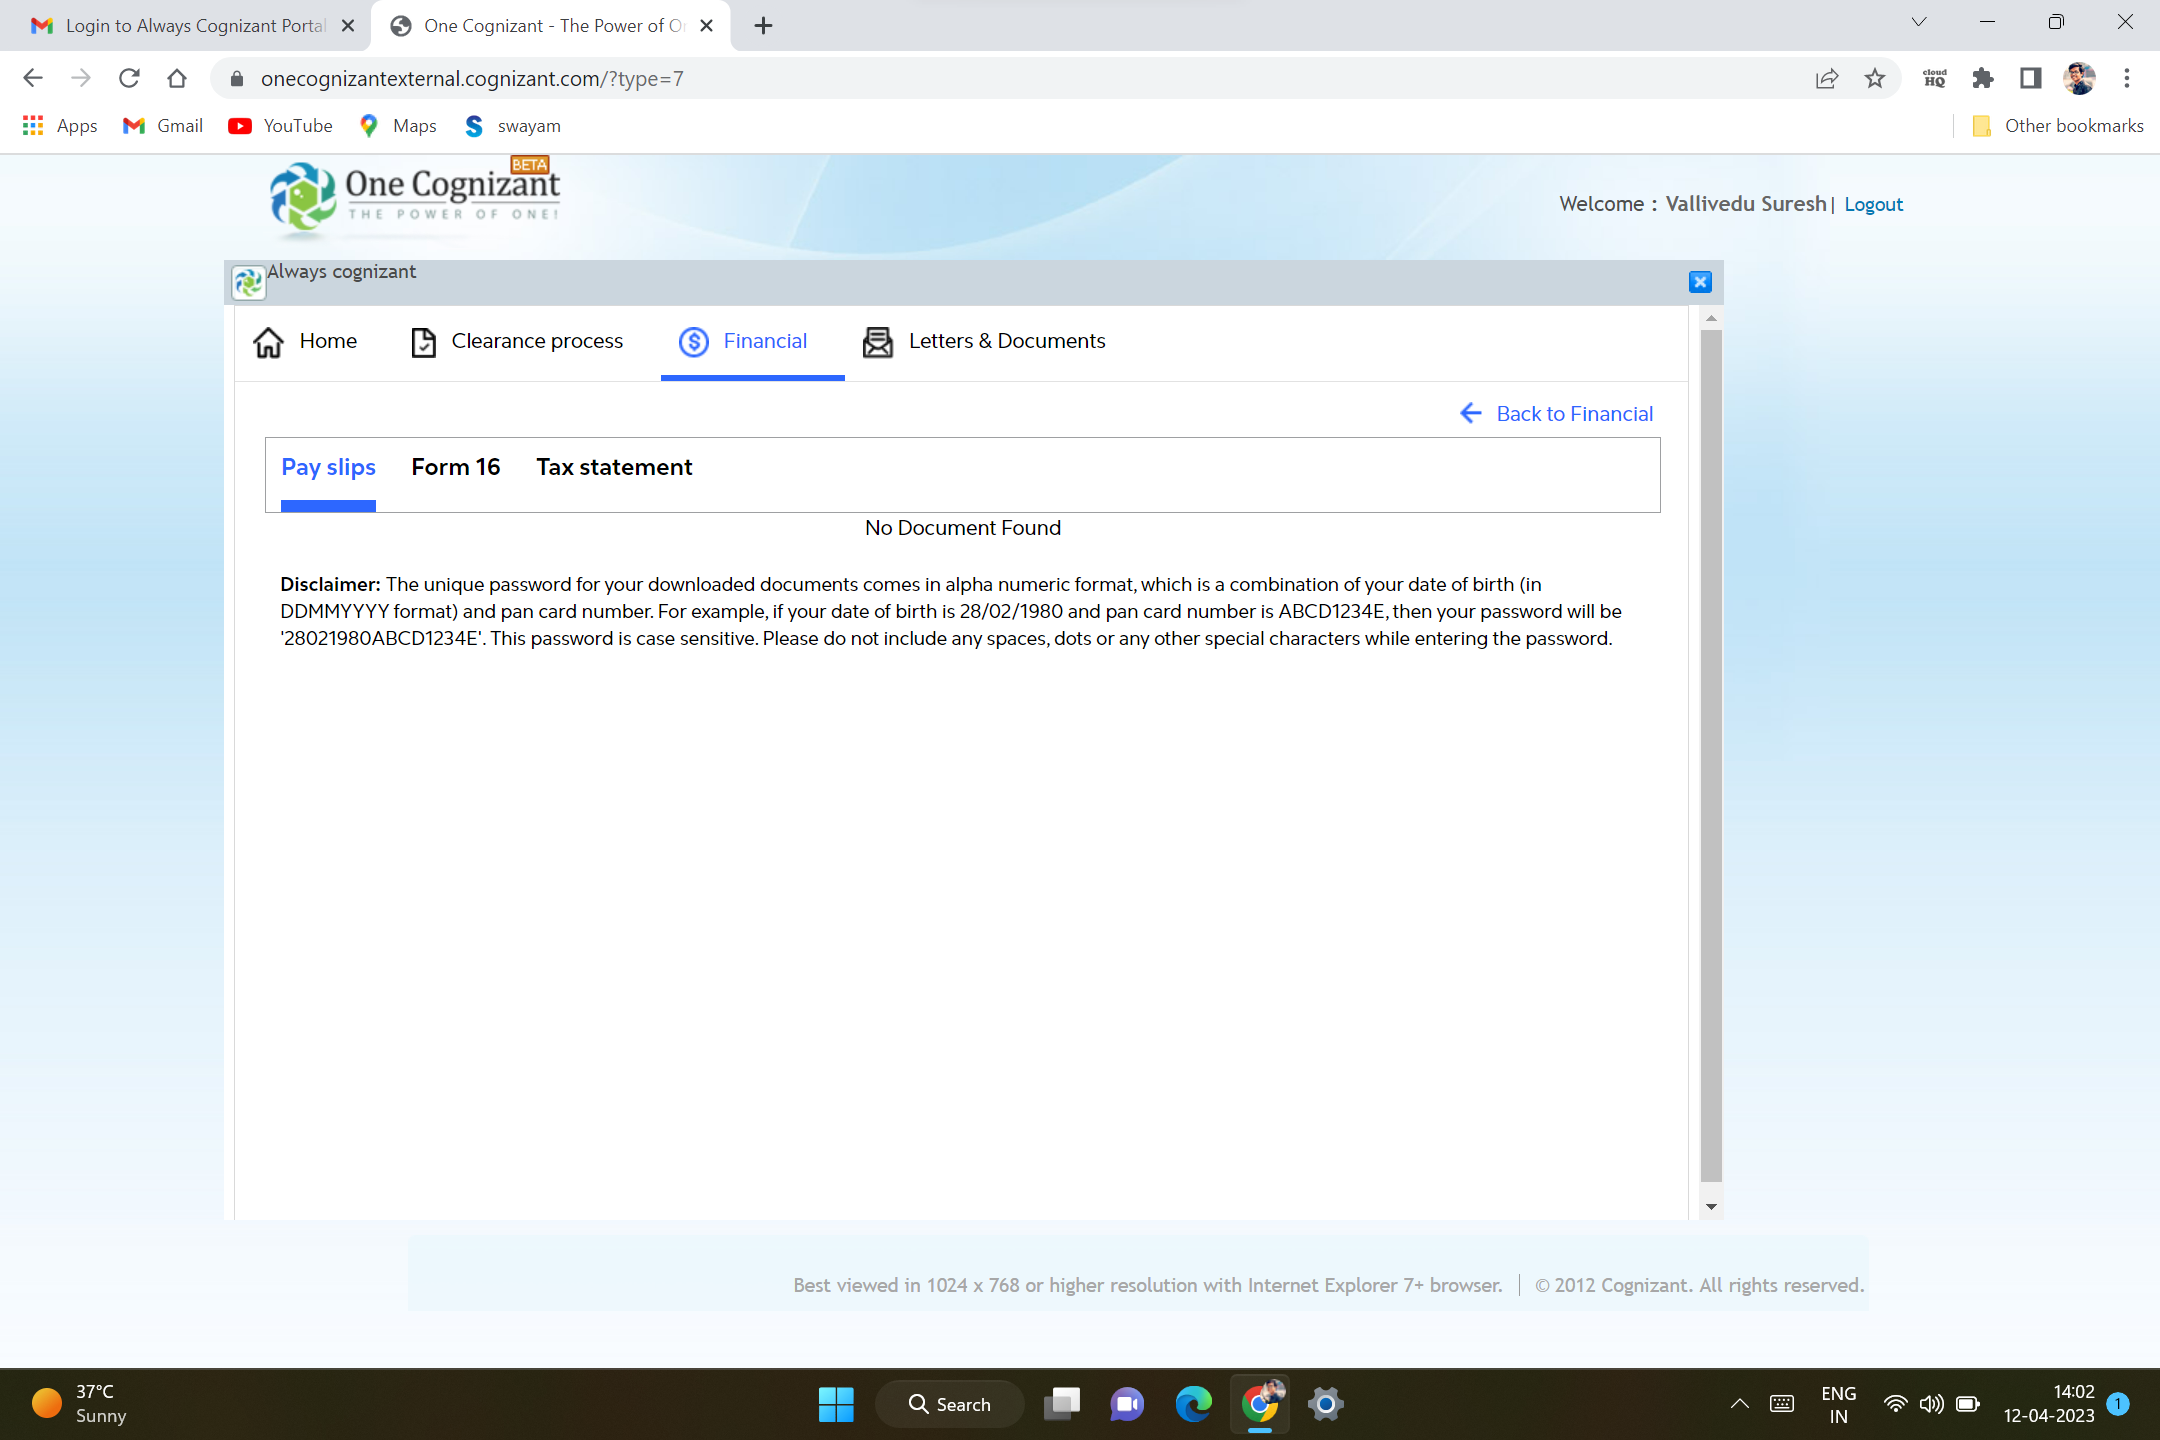 Login to Always Cognizant Portal
One Cognizant - The Power of O
onecognizantexternal.cognizant.com/?type=7
cloud
HQ
Apps
Gmail
YouTube
Maps
swayam
Other bookmarks
BETA
One Cognizant
THE POWER OF ONE!
Welcome : Vallivedu Suresh| Logout
Always cognizant
Home
Clearance process
Financial
Letters & Documents
Back to Financial
Pay slips
Form 16
Tax statement
No Document Found
Disclaimer: The unique password for your downloaded documents comes in alpha numeric format, which is a combination of your date of birth (in
DDMMYYYY format) and pan card number. For example, if your date of birth is 28/02/1980 and pan card number is ABCD1234E, then your password will be
'28021980ABCD1234E'. This password is case sensitive. Please do not include any spaces, dots or any other special characters while entering the password.
Best viewed in 1024 x 768 or higher resolution with Internet Explorer 7+ browser. | © 2012 Cognizant. All rights reserved.
37°C
Sunny
Search
ENG
IN
14:02
12-04-2023
1